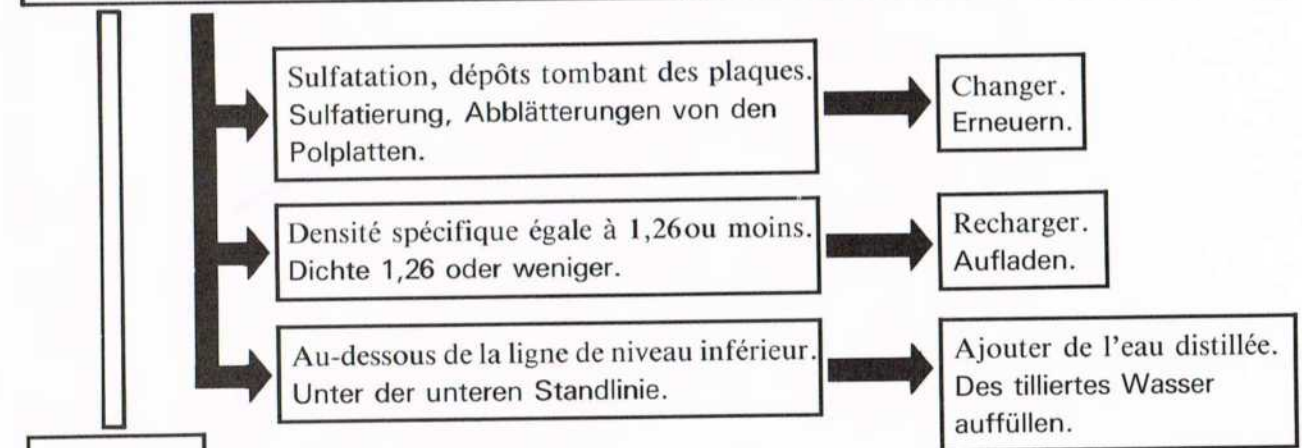 Sulfatation, dépôts tombant des plaques.
Sulfatierung, Abblätterungen von den
Polplatten.
Changer.
Erneuern.
Densité spécifique égale à 1,26ou moins.
Dichte 1,26 oder weniger.
Recharger.
Aufladen.
Au-dessous de la ligne de niveau inférieur.
Unter der unteren Standlinie.
Ajouter de l'eau distillée.
Des tilliertes Wasser
auffüllen.